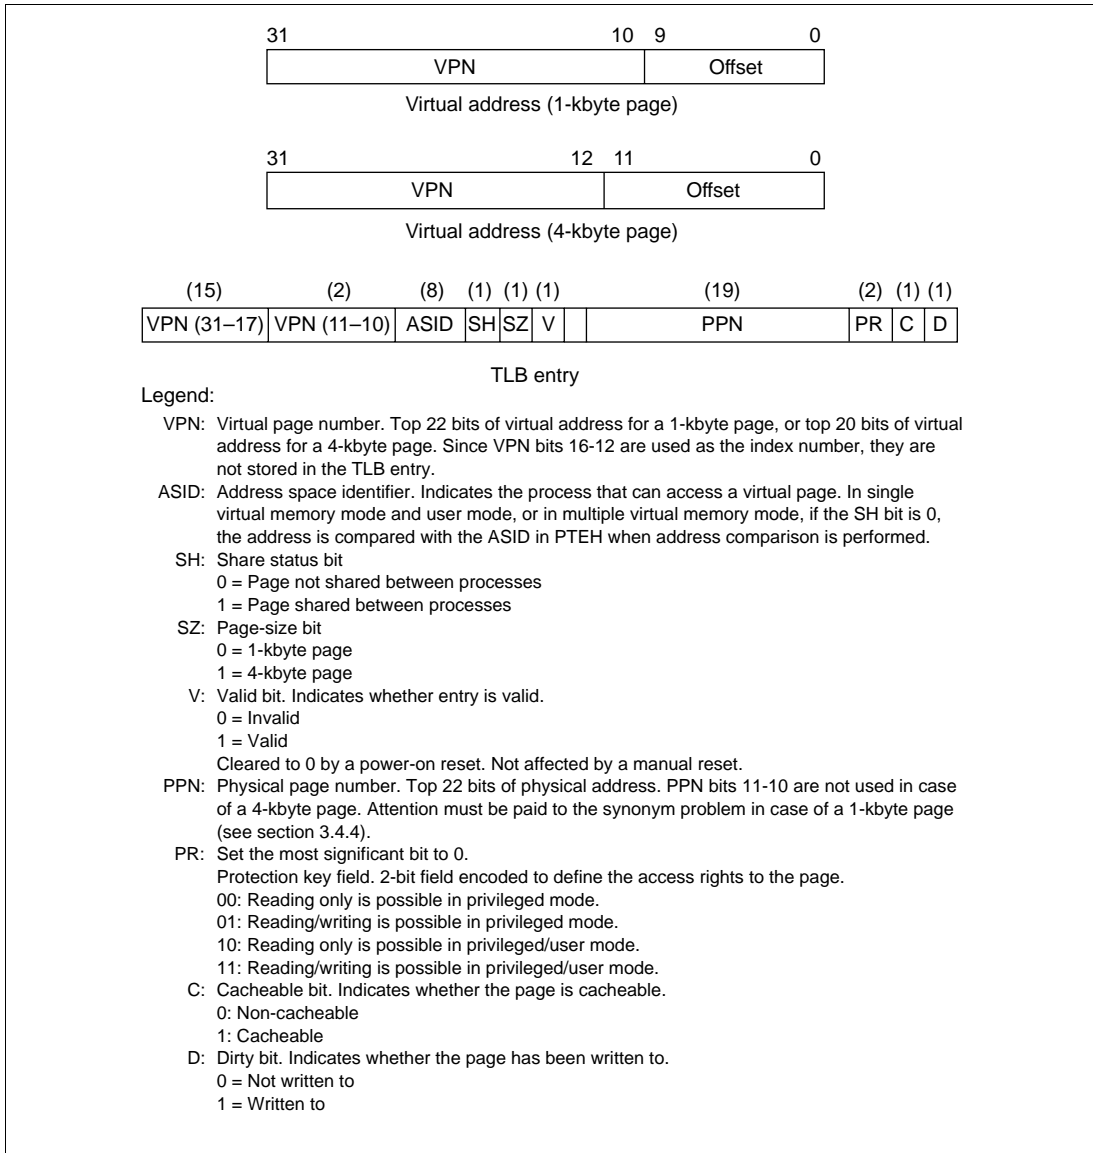 31 10 9 0
VPN Offset
Virtual address (1-kbyte page)
31 12 11 0
VPN Offset
Virtual address (4-kbyte page)
(15) (2) (8) (1) (1) (1) (19) (2) (1) (1)
VPN (31–17) VPN (11–10) ASID SH SZ V PPN PR C D
TLB entry
Legend:
VPN: Virtual page number. Top 22 bits of virtual address for a 1-kbyte page, or top 20 bits of virtual
address for a 4-kbyte page. Since VPN bits 16-12 are used as the index number, they are
not stored in the TLB entry.
ASID: Address space identifier. Indicates the process that can access a virtual page. In single
virtual memory mode and user mode, or in multiple virtual memory mode, if the SH bit is 0,
the address is compared with the ASID in PTEH when address comparison is performed.
SH: Share status bit
0 = Page not shared between processes
1 = Page shared between processes
SZ: Page-size bit
0 = 1-kbyte page
1 = 4-kbyte page
V: Valid bit. Indicates whether entry is valid.
0 = Invalid
1 = Valid
Cleared to 0 by a power-on reset. Not affected by a manual reset.
PPN: Physical page number. Top 22 bits of physical address. PPN bits 11-10 are not used in case
of a 4-kbyte page. Attention must be paid to the synonym problem in case of a 1-kbyte page
(see section 3.4.4).
PR: Set the most significant bit to 0.
Protection key field. 2-bit field encoded to define the access rights to the page.
00: Reading only is possible in privileged mode.
01: Reading/writing is possible in privileged mode.
10: Reading only is possible in privileged/user mode.
11: Reading/writing is possible in privileged/user mode.
C: Cacheable bit. Indicates whether the page is cacheable.
0: Non-cacheable
1: Cacheable
D: Dirty bit. Indicates whether the page has been written to.
0 = Not written to
1 = Written to